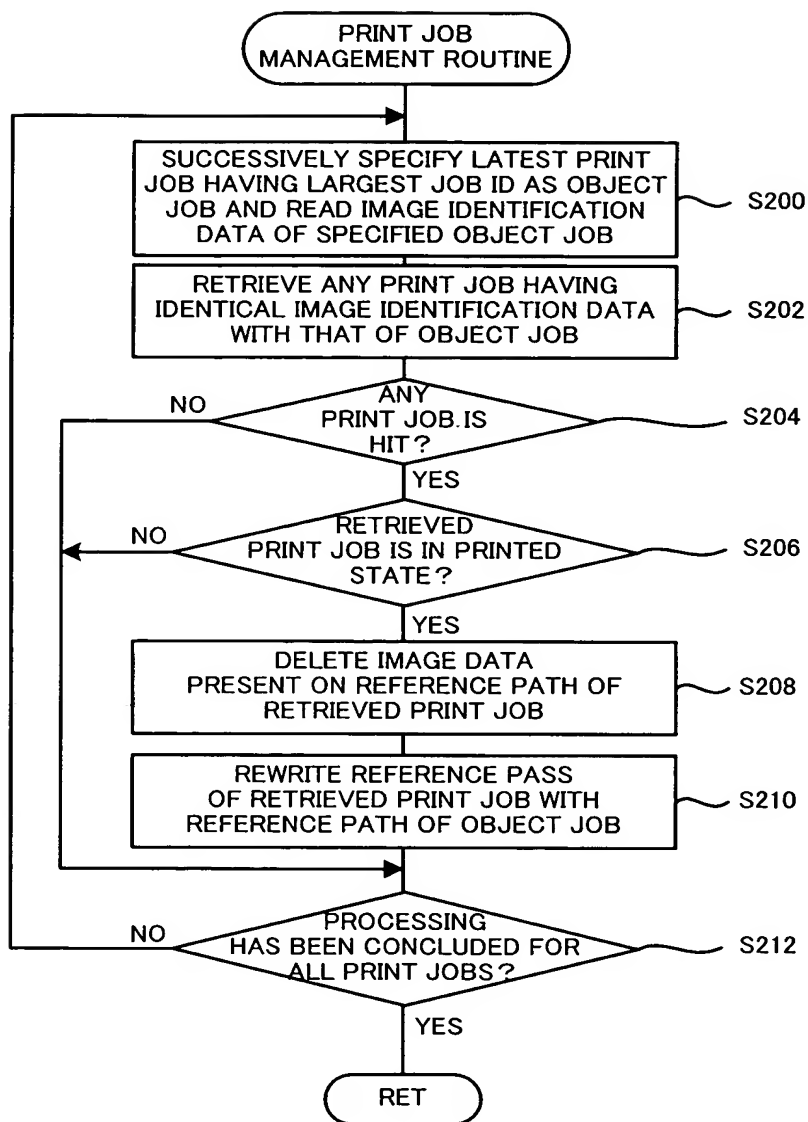 PRINT JOB
MANAGEMENT ROUTINE
SUCCESSIVELY SPECIFY LATEST PRINT
JOB HAVING LARGEST JOB ID AS OBJECT
JOB AND READ IMAGE IDENTIFICATION
DATA OF SPECIFIED OBJECT JOB
S200
RETRIEVE ANY PRINT JOB HAVING
IDENTICAL IMAGE IDENTIFICATION DATA
WITH THAT OF OBJECT JOB
S202
ANY
PRINT JOB.IS
HIT?
NO
S204
YES
RETRIEVED
PRINT JOB IS IN PRINTED
STATE?
NO
S206
YES
DELETE IMAGE DATA
PRESENT ON REFERENCE PATH OF
RETRIEVED PRINT JOB
S208
REWRITE REFERENCE PASS
OF RETRIEVED PRINT JOB WITH
REFERENCE PATH OF OBJECT JOB
S210
PROCESSING
HAS BEEN CONCLUDED FOR
ALL PRINT JOBS?
NO
S212
YES
RET